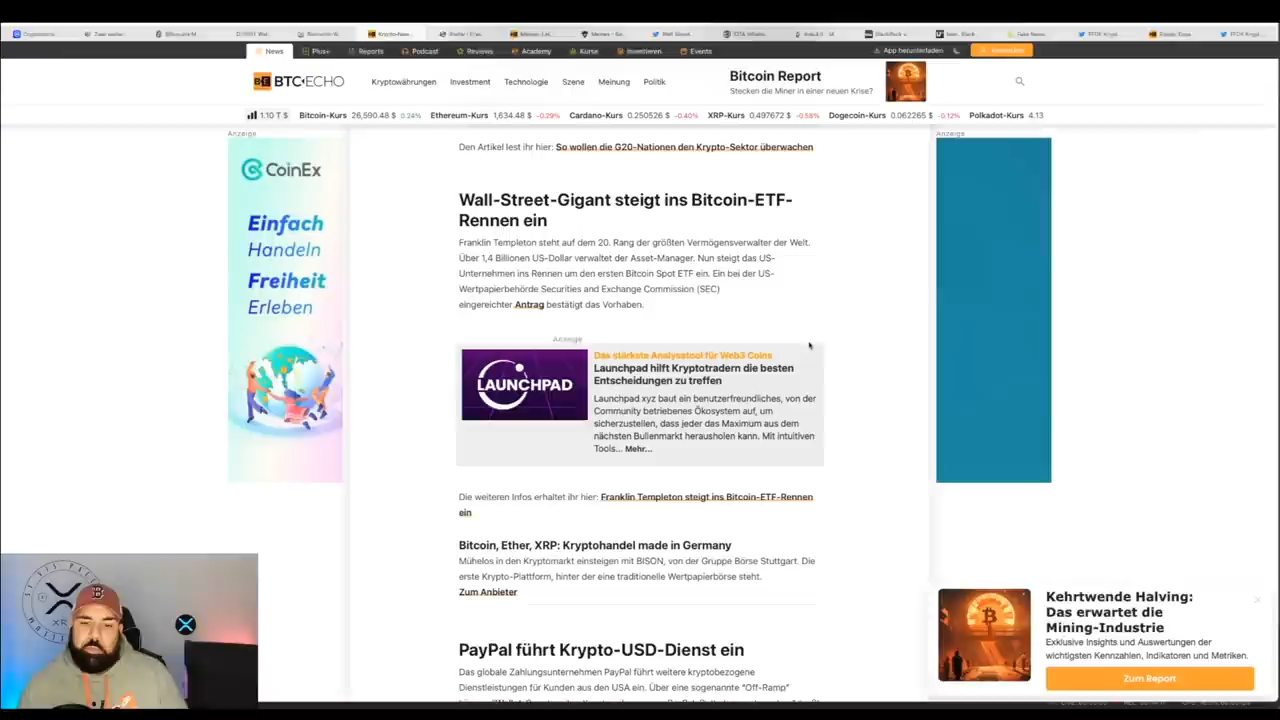 News Plus+ Reports Podcast Reviews Academy Kurse Investieren Events App herunterladen
BTC-ECHO
Kryptowährungen Investment Technologie Szene Meinung Politik
Bitcoin Report
Stecken die Miner in einer neuen Krise?
1.10 T $ Bitcoin-Kurs 26,590.48 $ 0.24% Ethereum-Kurs 1,634.48 $ -0.29% Cardano-Kurs 0.250526 $ -0.40% XRP-Kurs 0.497672 $ -0.58% Dogecoin-Kurs 0.062265 $ -0.12% Polkadot-Kurs 4.13
Anzeige
Anzeige
CoinEx
Einfach
Handeln
Freiheit
Erleben
Den Artikel lest ihr hier: So wollen die G20-Nationen den Krypto-Sektor überwachen
Wall-Street-Gigant steigt ins Bitcoin-ETF-
Rennen ein
Franklin Templeton steht auf dem 20. Rang der größten Vermögensverwalter der Welt.
Über 1,4 Billionen US-Dollar verwaltet der Asset-Manager. Nun steigt das US-
Unternehmen ins Rennen um den ersten Bitcoin Spot ETF ein. Ein bei der US-
Wertpapierbehörde Securities and Exchange Commission (SEC)
eingereichter Antrag bestätigt das Vorhaben.
Anzeige
LAUNCHPAD
Das stärkste Analysetool für Web3 Coins
Launchpad hilft Kryptotradern die besten
Entscheidungen zu treffen
Launchpad xyz baut ein benutzerfreundliches, von der
Community betriebenes Ökosystem auf, um
sicherzustellen, dass jeder das Maximum aus dem
nächsten Bullenmarkt herausholen kann. Mit intuitiven
Tools... Mehr...
Die weiteren Infos erhaltet ihr hier: Franklin Templeton steigt ins Bitcoin-ETF-Rennen
ein
Bitcoin, Ether, XRP: Kryptohandel made in Germany
Mühelos in den Kryptomarkt einsteigen mit BISON, von der Gruppe Börse Stuttgart. Die
erste Krypto-Plattform, hinter der eine traditionelle Wertpapierbörse steht.
Zum Anbieter
PayPal führt Krypto-USD-Dienst ein
Das globale Zahlungsunternehmen PayPal führt weitere kryptobezogene
Dienstleistungen für Kunden aus den USA ein. Über eine sogenannte "Off-Ramp"
Kehrtwende Halving:
Das erwartet die
Mining-Industrie
Exklusive Insights und Auswertungen der
wichtigsten Kennzahlen, Indikatoren und Metriken.
Zum Report